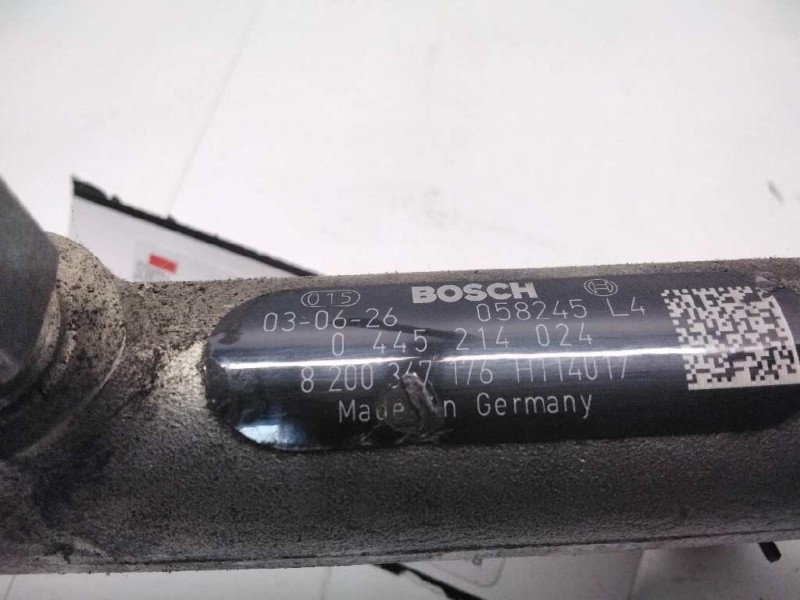 015 BOSCH
03-06-26 058245 L4
0 445 214 024
8 200 347 176 H114017
Made in Germany